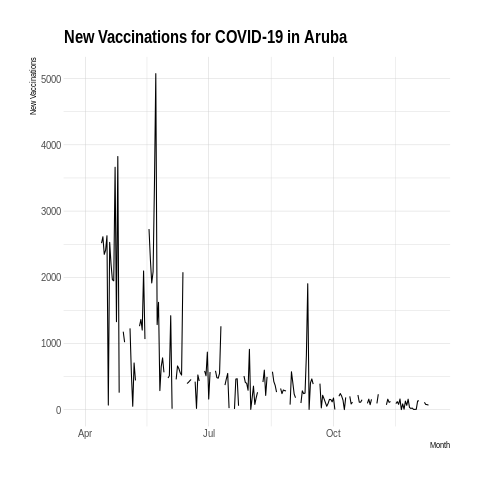 New Vaccinations for COVID-19 in Aruba
New Vaccinations
5000
4000
3000
2000
1000
0
Apr
Jul
Oct
Month